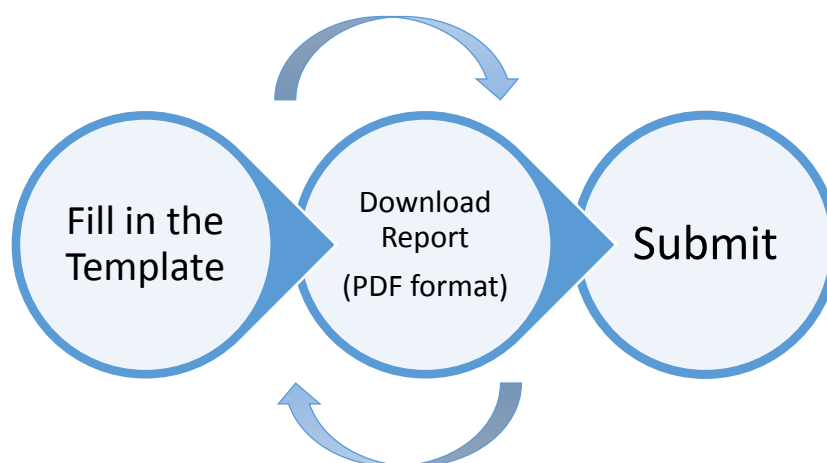 Fill in the
Template
Download
Report
(PDF format)
Submit